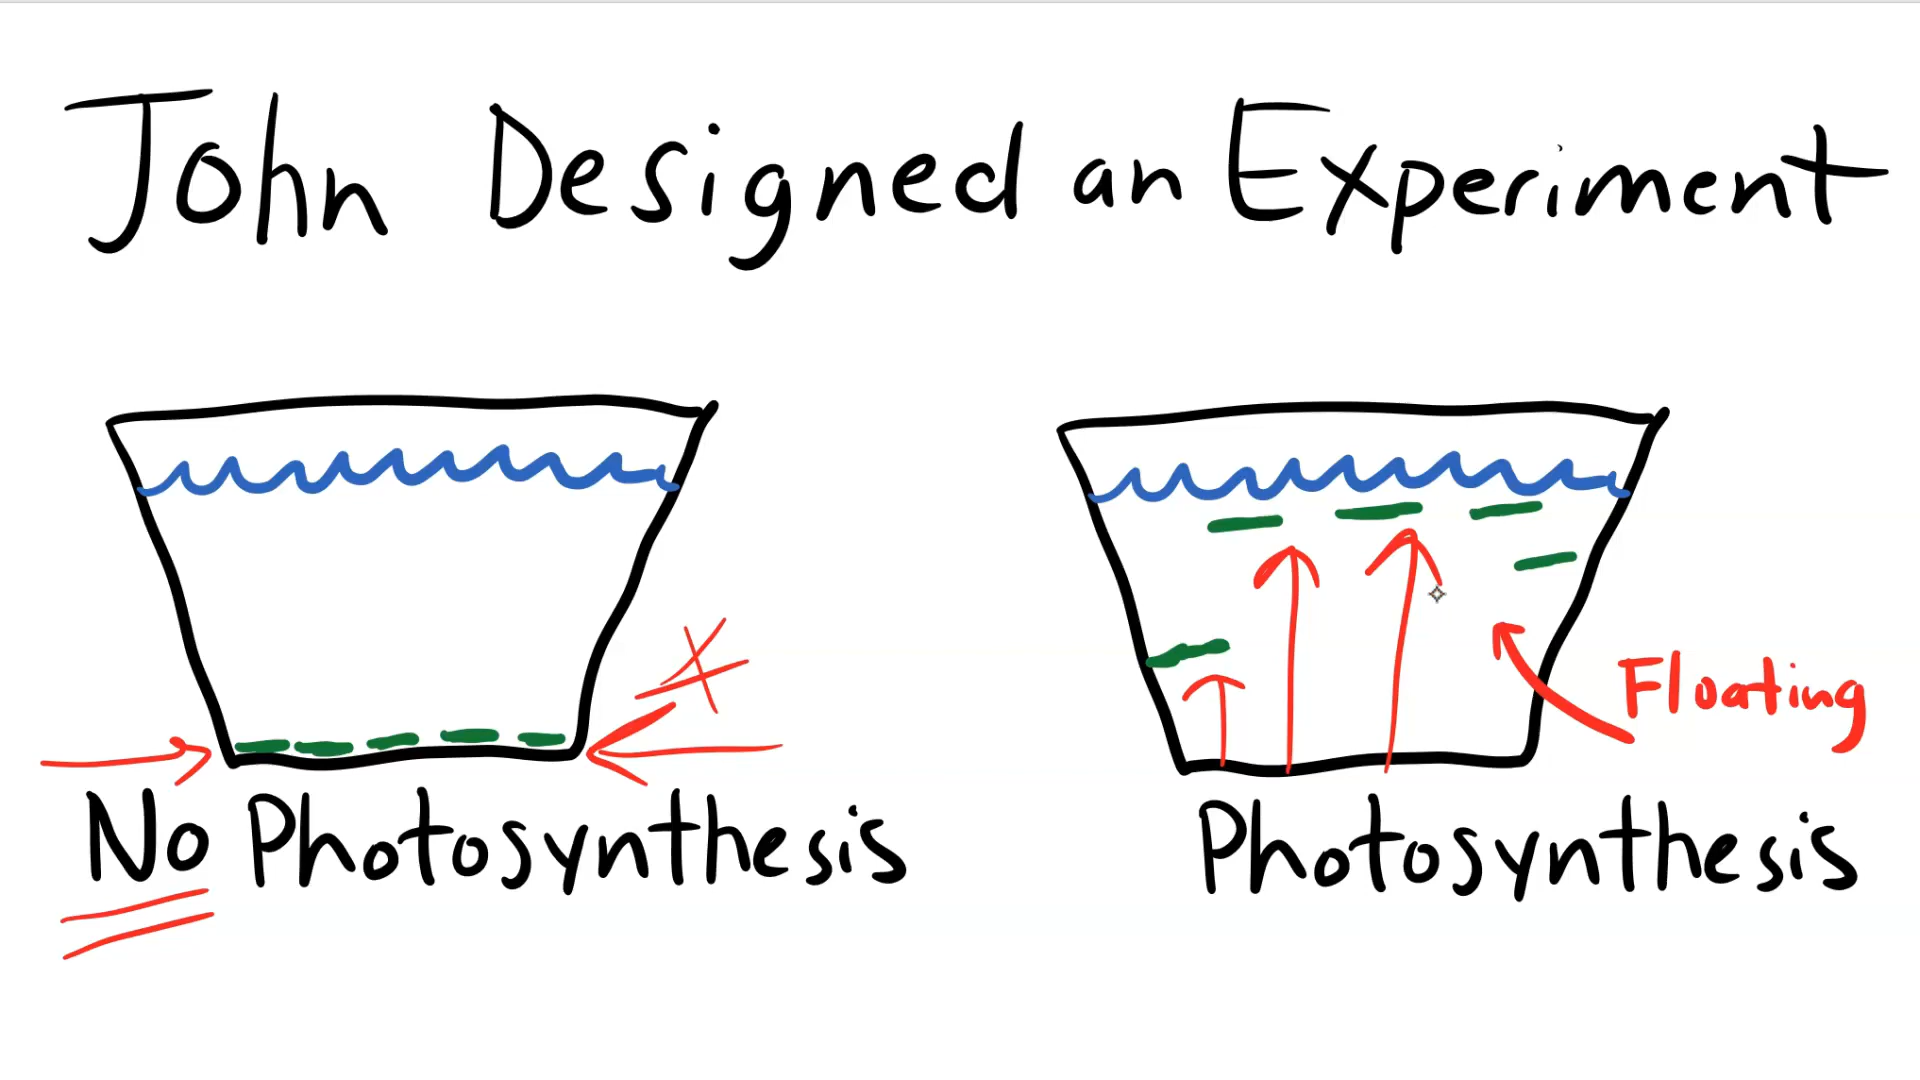 John Designed an Experiment
Floating
No Photosynthesis
Photosynthesis